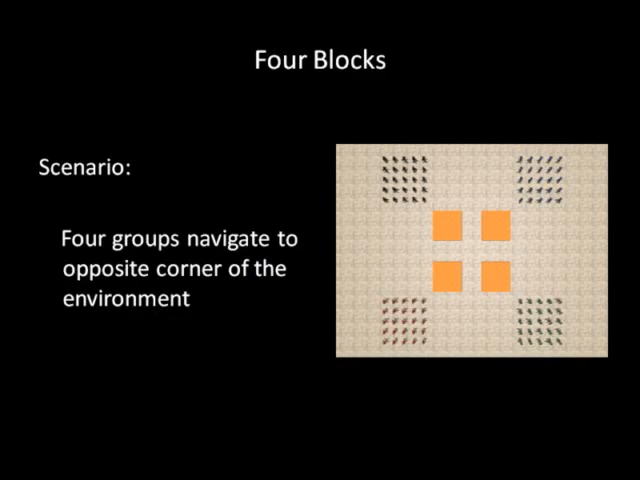 Four Blocks
Scenario:
Four groups navigate to
opposite corner of the
environment